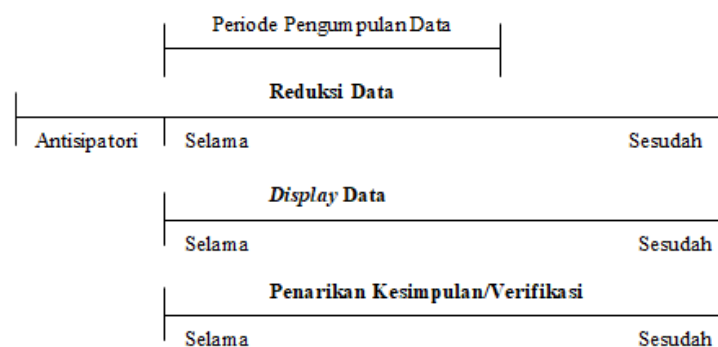 Periode Pengumpulan Data
Reduksi Data
Antisipatori Selama Sesudah
Display Data
Selama Sesudah
Penarikan Kesimpulan/Verifikasi
Selama Sesudah